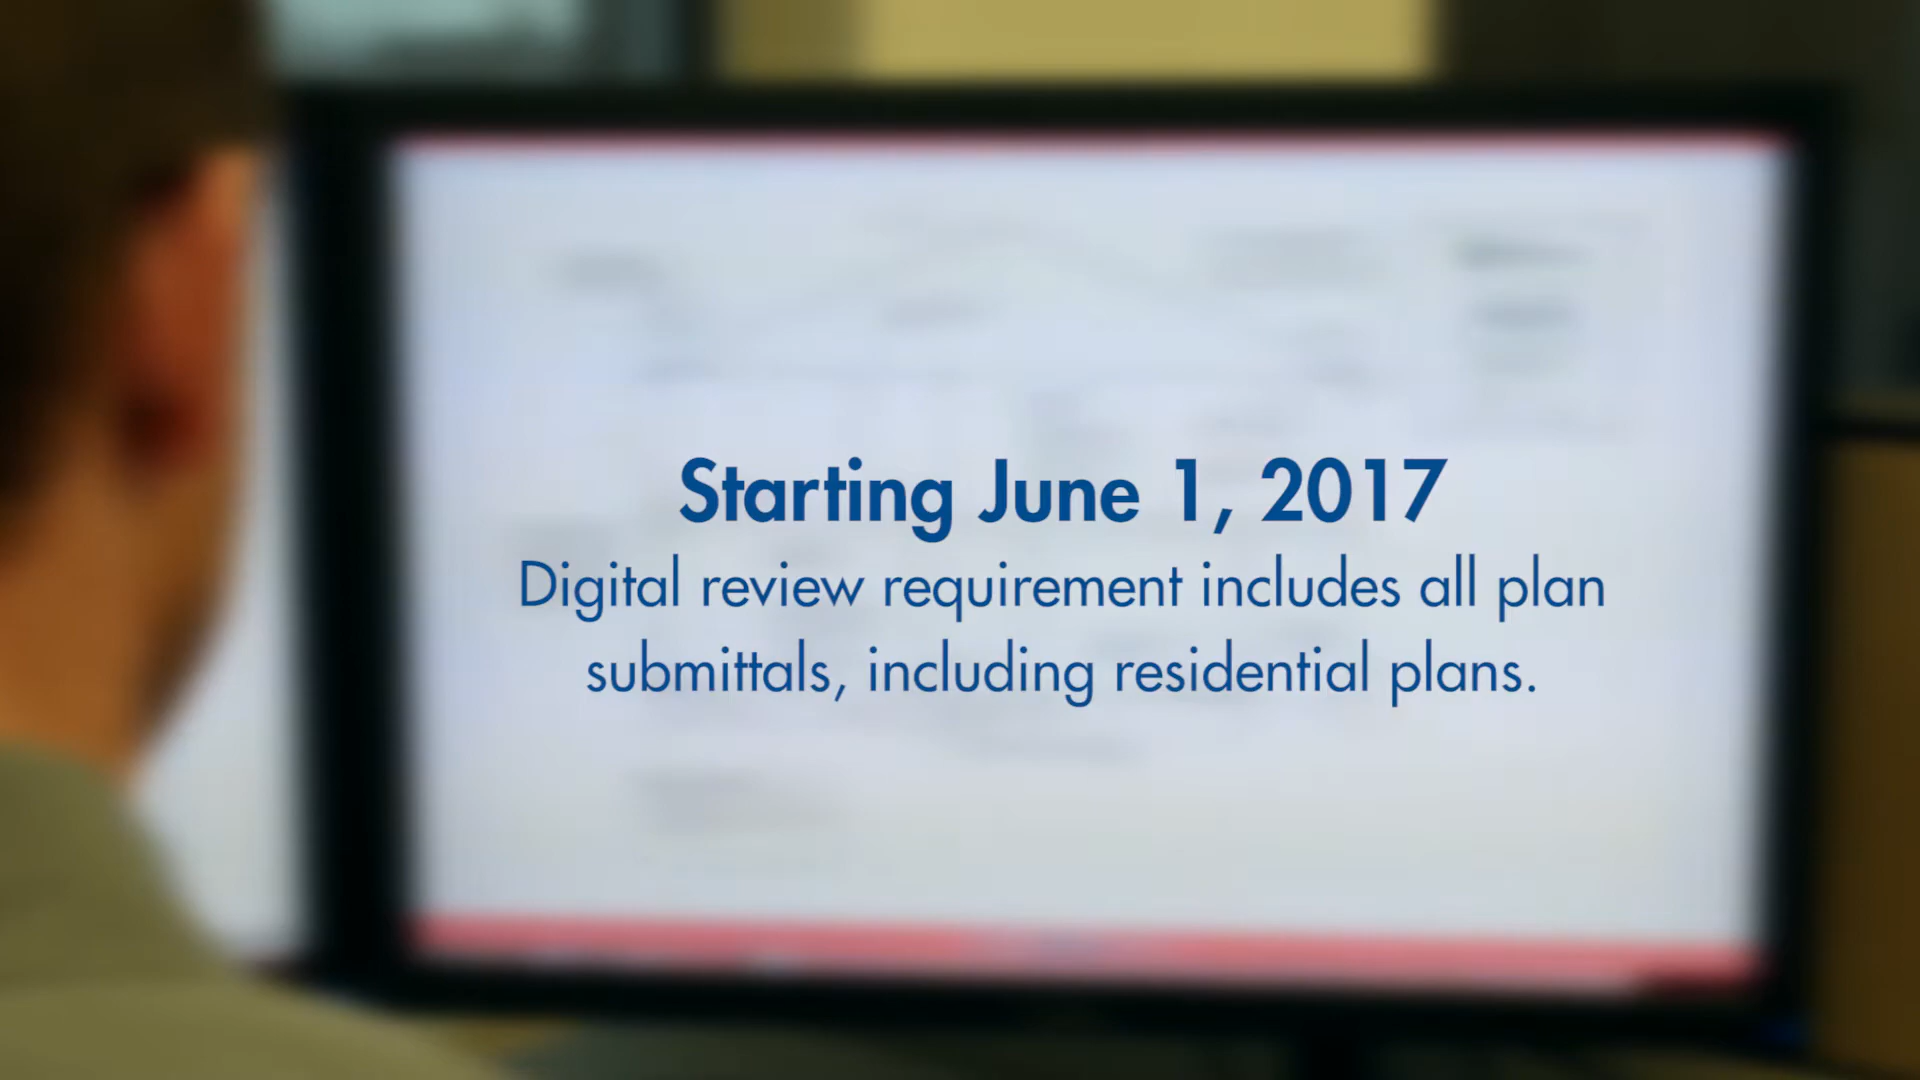 Starting June 1, 2017
Digital review requirement includes all plan
submittals, including residential plans.